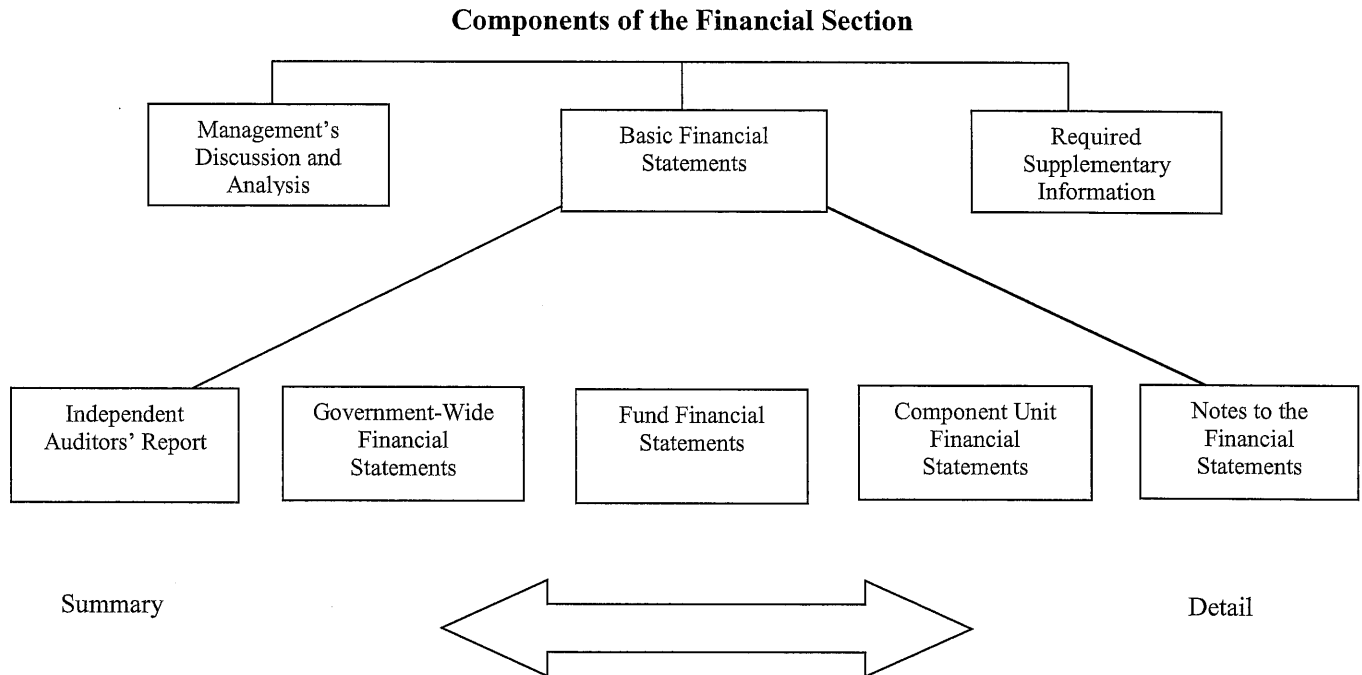 Components of the Financial Section
Management’s
Discussion and
Analysis
Basic Financial
Statements
Required
Supplementary
Information
Independent
Auditors’ Report
Government-Wide
Financial
Statements
Fund Financial
Statements
Component Unit
Financial
Statements
Notes to the
Financial
Statements
Summary
Detail